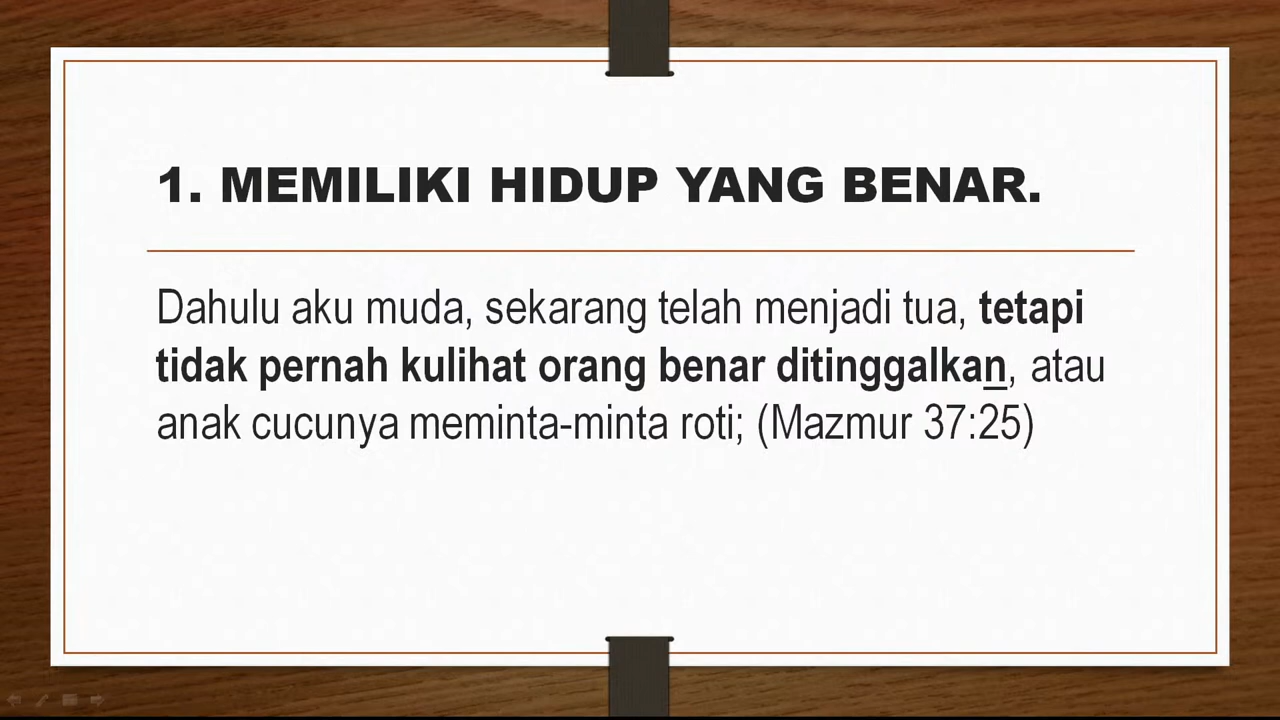 1. MEMILIKI HIDUP YANG BENAR.
Dahulu aku muda, sekarang telah menjadi tua, tetapi
tidak pernah kulihat orang benar ditinggalkan, atau
anak cucunya meminta-minta roti; (Mazmur 37:25)